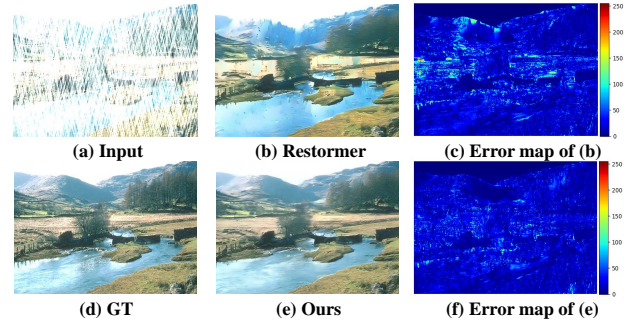 250
200
150
100
50
0
(a) Input
(b) Restormer
(c) Error map of (b)
250
200
150
100
50
0
(d) GT
(e) Ours
(f) Error map of (e)